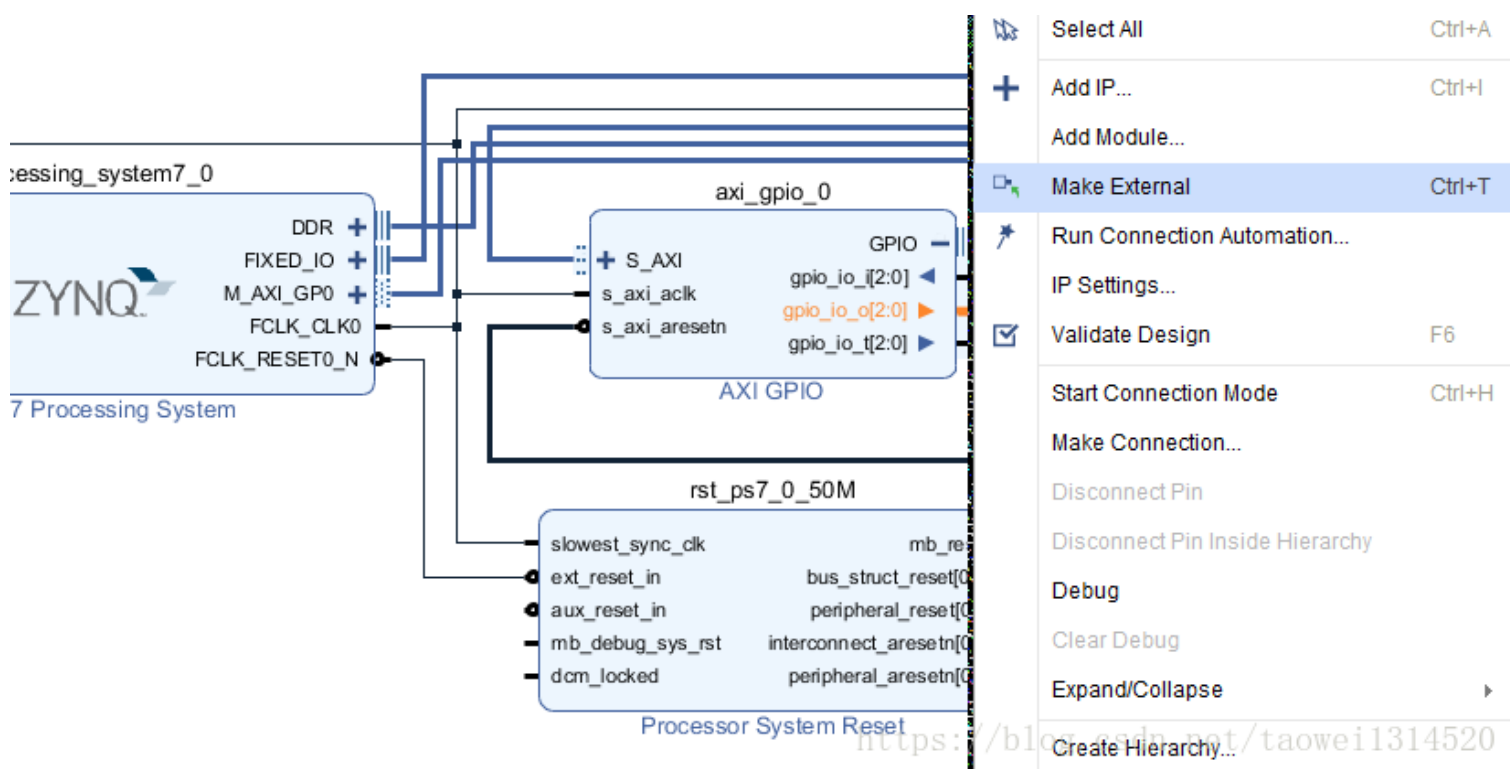 cessing_system7_0
DDR
FIXED_IO
M_AXI_GP0
FCLK_CLK0
FCLK_RESET0_N
ZYNQ
7 Processing System
axi_gpio_0
GPIO
S_AXI
gpio_io_i[2:0]
s_axi_aclk
gpio_io_o[2:0]
s_axi_aresetn
gpio_io_t[2:0]
AXI GPIO
rst_ps7_0_50M
slowest_sync_clk
mb_re
ext_reset_in
bus_struct_reset[0
aux_reset_in
peripheral_reset[0
mb_debug_sys_rst
interconnect_aresetn[0
dcm_locked
peripheral_aresetn[0
Processor System Reset
Select All Ctrl+A
Add IP... Ctrl+I
Add Module...
Make External Ctrl+T
Run Connection Automation...
IP Settings...
Validate Design F6
Start Connection Mode Ctrl+H
Make Connection...
Disconnect Pin
Disconnect Pin Inside Hierarchy
Debug
Clear Debug
Expand/Collapse
Create Hierarchy...
https://blog.csdn.net/taowei1314520